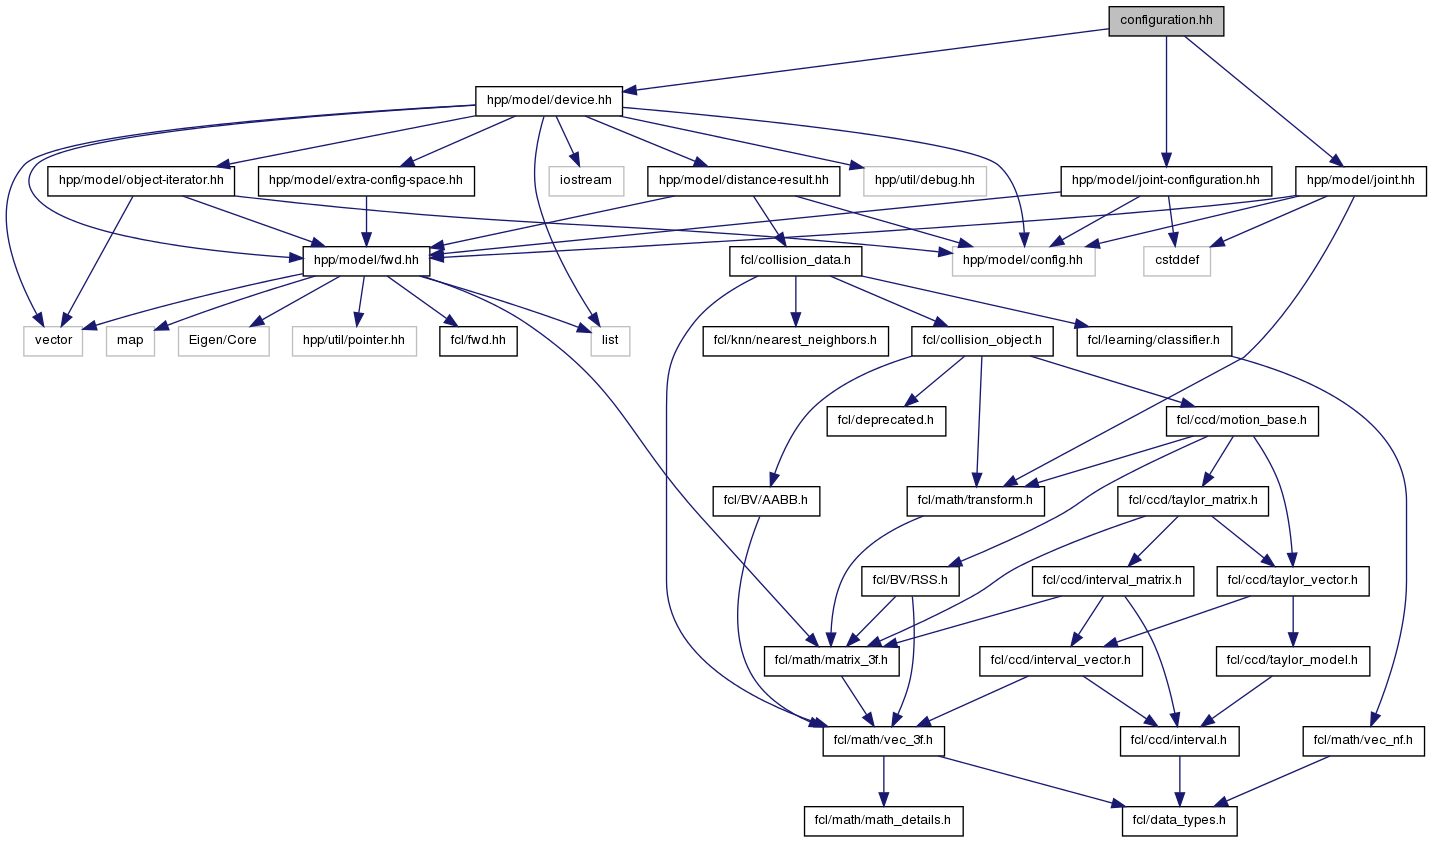 configuration.hh
hpp/model/device.hh
hpp/model/object-iterator.hh
hpp/model/extra-config-space.hh
iostream
hpp/model/distance-result.hh
hpp/util/debug.hh
hpp/model/joint-configuration.hh
hpp/model/joint.hh
hpp/model/fwd.hh
fcl/collision_data.h
hpp/model/config.hh
cstddef
vector
map
Eigen/Core
hpp/util/pointer.hh
fcl/fwd.hh
list
fcl/knn/nearest_neighbors.h
fcl/collision_object.h
fcl/learning/classifier.h
fcl/deprecated.h
fcl/ccd/motion_base.h
fcl/BV/AABB.h
fcl/math/transform.h
fcl/ccd/taylor_matrix.h
fcl/BV/RSS.h
fcl/ccd/interval_matrix.h
fcl/ccd/taylor_vector.h
fcl/math/matrix_3f.h
fcl/ccd/interval_vector.h
fcl/ccd/taylor_model.h
fcl/math/vec_3f.h
fcl/ccd/interval.h
fcl/math/vec_nf.h
fcl/math/math_details.h
fcl/data_types.h